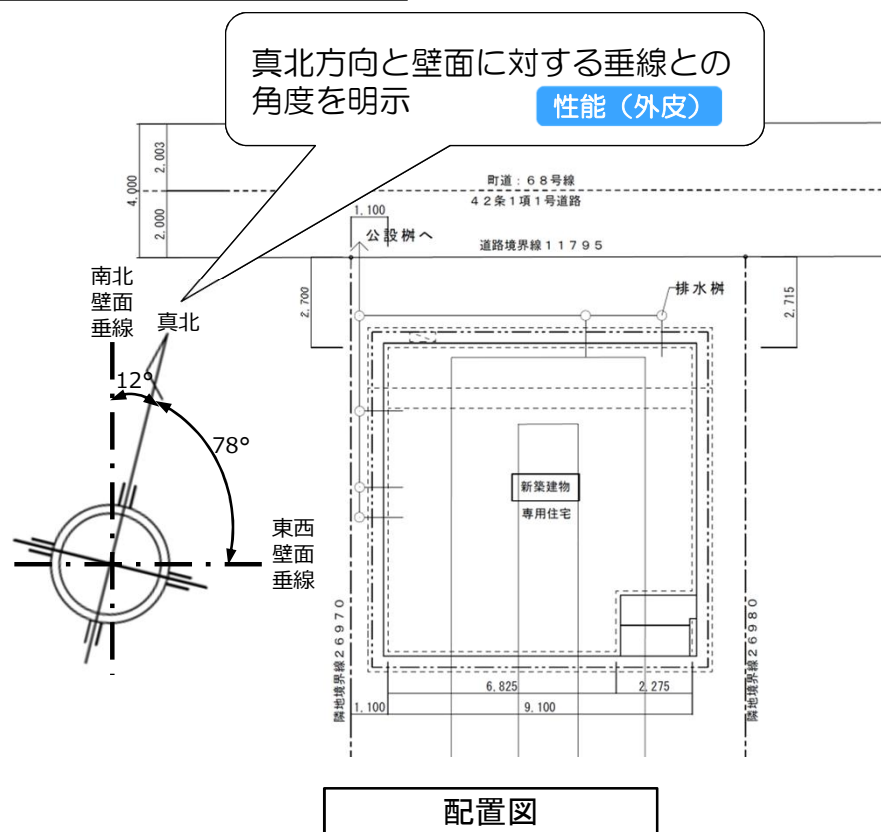 真北方向と壁面に対する垂線との
角度を明示
性能（外皮）
2,003
4,000
2,000
町道：68号線
42条1項1号道路
1,100
公設桝へ
道路境界線11795
南北
壁面
垂線
真北
2,700
排水桝
2,715
12°
78°
新築建物
専用住宅
東西
壁面
垂線
隣地境界線26970
隣地境界線26980
6,825
2,275
1,100
9,100
配置図